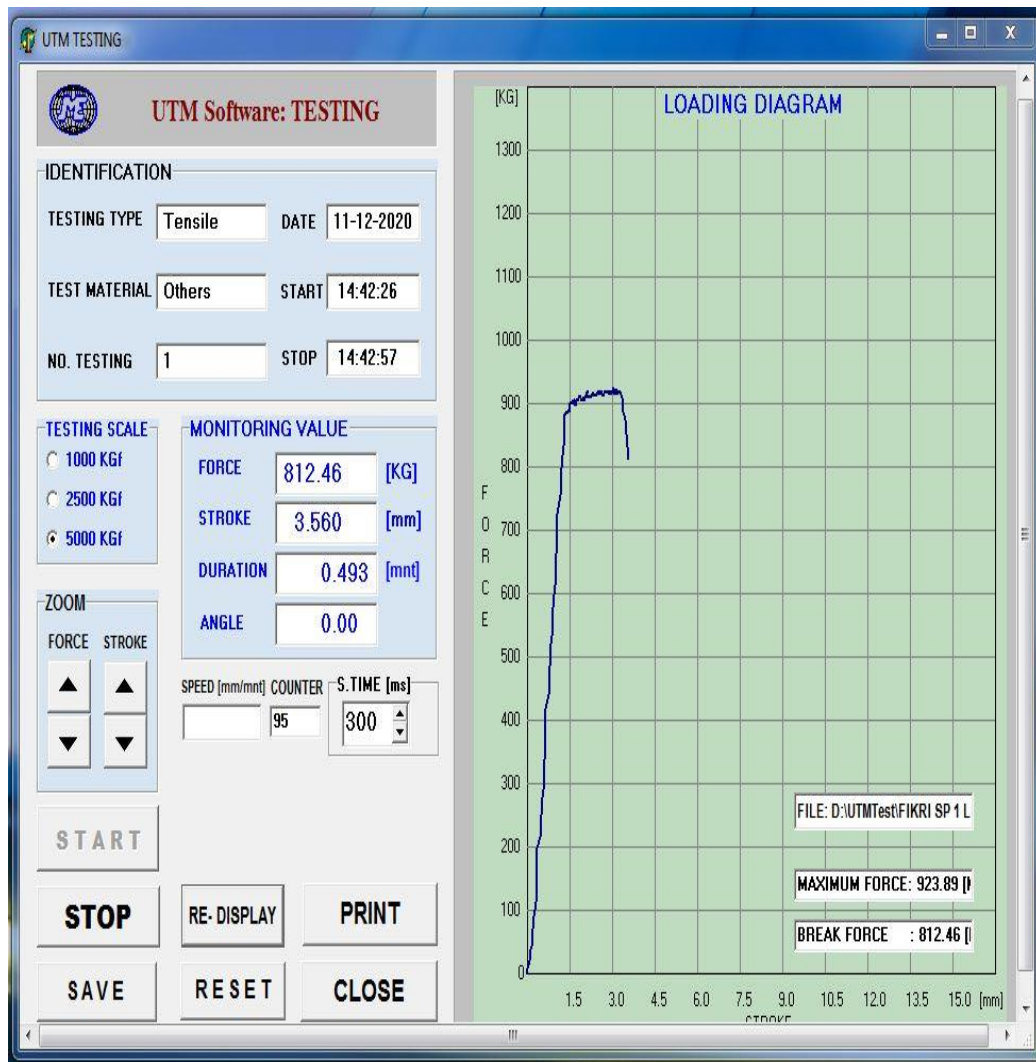 UTM TESTING
UTM Software: TESTING
IDENTIFICATION
TESTING TYPE Tensile DATE 11-12-2020
TEST MATERIAL Others START 14:42:26
NO. TESTING 1 STOP 14:42:57
TESTING SCALE
1000 KGf
2500 KGf
5000 KGf
MONITORING VALUE
FORCE 812.46 [KG]
STROKE 3.560 [mm]
DURATION 0.493 [mnt]
ANGLE 0.00
ZOOM
FORCE STROKE
SPEED [mm/mnt] COUNTER S.TIME [ms]
95 300
START
STOP RE-DISPLAY PRINT
SAVE RESET CLOSE
[KG] LOADING DIAGRAM
1300
1200
1100
1000
900
800
700
600
500
400
300
200
100
0
FORCE
FILE: D:\UTMTest\FIKRI SP 1 L
MAXIMUM FORCE: 923.89 [
BREAK FORCE : 812.46 [
1.5 3.0 4.5 6.0 7.5 9.0 10.5 12.0 13.5 15.0 [mm]
STROKE